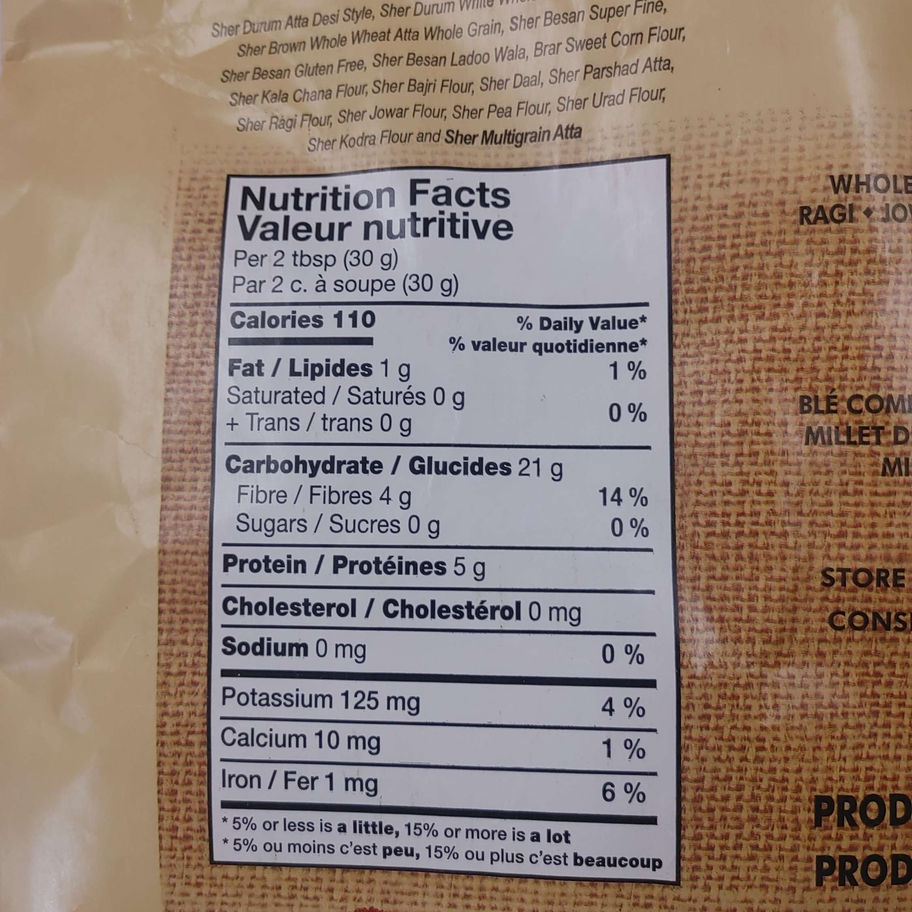 Sher Durum Atta Desi Style, Sher Durum White
Sher Brown Whole Wheat Atta Whole Grain, Sher Besan Super Fine,
Sher Besan Gluten Free, Sher Besan Ladoo Wala, Brar Sweet Corn Flour,
Sher Kala Chana Flour, Sher Bajri Flour, Sher Daal, Sher Parshad Atta,
Sher Ragi Flour, Sher Jowar Flour, Sher Pea Flour, Sher Urad Flour,
Sher Kodra Flour and Sher Multigrain Atta
Nutrition Facts
Valeur nutritive
Per 2 tbsp (30 g)
Par 2 c. à soupe (30 g)
Calories 110
% Daily Value*
% valeur quotidienne*
Fat / Lipides 1 g 1 %
Saturated / Saturés 0 g
+ Trans / trans 0 g 0 %
Carbohydrate / Glucides 21 g
Fibre / Fibres 4 g 14 %
Sugars / Sucres 0 g 0 %
Protein / Protéines 5 g
Cholesterol / Cholestérol 0 mg
Sodium 0 mg 0 %
Potassium 125 mg 4 %
Calcium 10 mg 1 %
Iron / Fer 1 mg 6 %
* 5% or less is a little, 15% or more is a lot
* 5% ou moins c'est peu, 15% ou plus c'est beaucoup
WHOLE
RAGI ♦ JOW
BLÉ COMP
MILLET D
MI
STORE
CONS
PROD
PROD